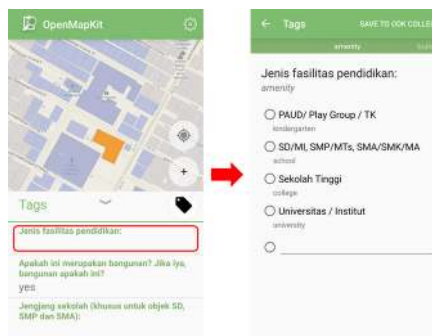 OpenMapKit
Tags
Jenis fasilitas pendidikan:
Apakah ini merupakan bangunan? Jika iya,
bangunan apakah ini?
yes
Jengjang sekolah (khusus untuk objek SD,
SMP dan SMA):
Tags
SAVE TO ODK COLLECT
amenity
Jenis fasilitas pendidikan:
amenity
PAUD/ Play Group / TK
kindergarten
SD/MI, SMP/MTs, SMA/SMK/MA
school
Sekolah Tinggi
college
Universitas / Institut
university